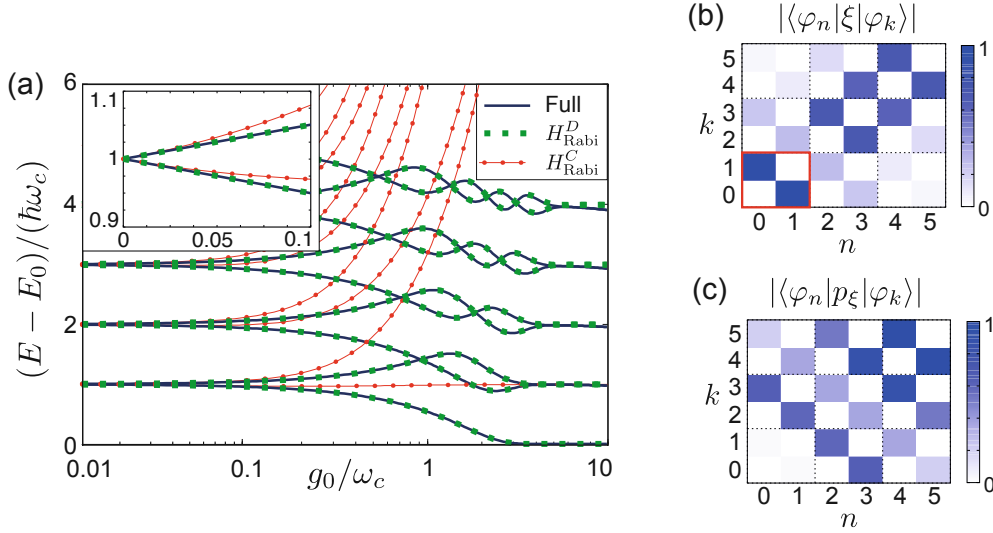 (a)
(E − E₀)/(ħω_c)
6
4
2
0
0.01
0.1
1
10
g₀/ω_c
1.1
1
0.9
0
0.05
0.1
Full
H^D_Rabi
H^C_Rabi
(b)
|⟨φ_n|ξ|φ_k⟩|
k
5
4
3
2
1
0
0 1 2 3 4 5
n
1
0
(c)
|⟨φ_n|p_ξ|φ_k⟩|
k
5
4
3
2
1
0
0 1 2 3 4 5
n
1
0